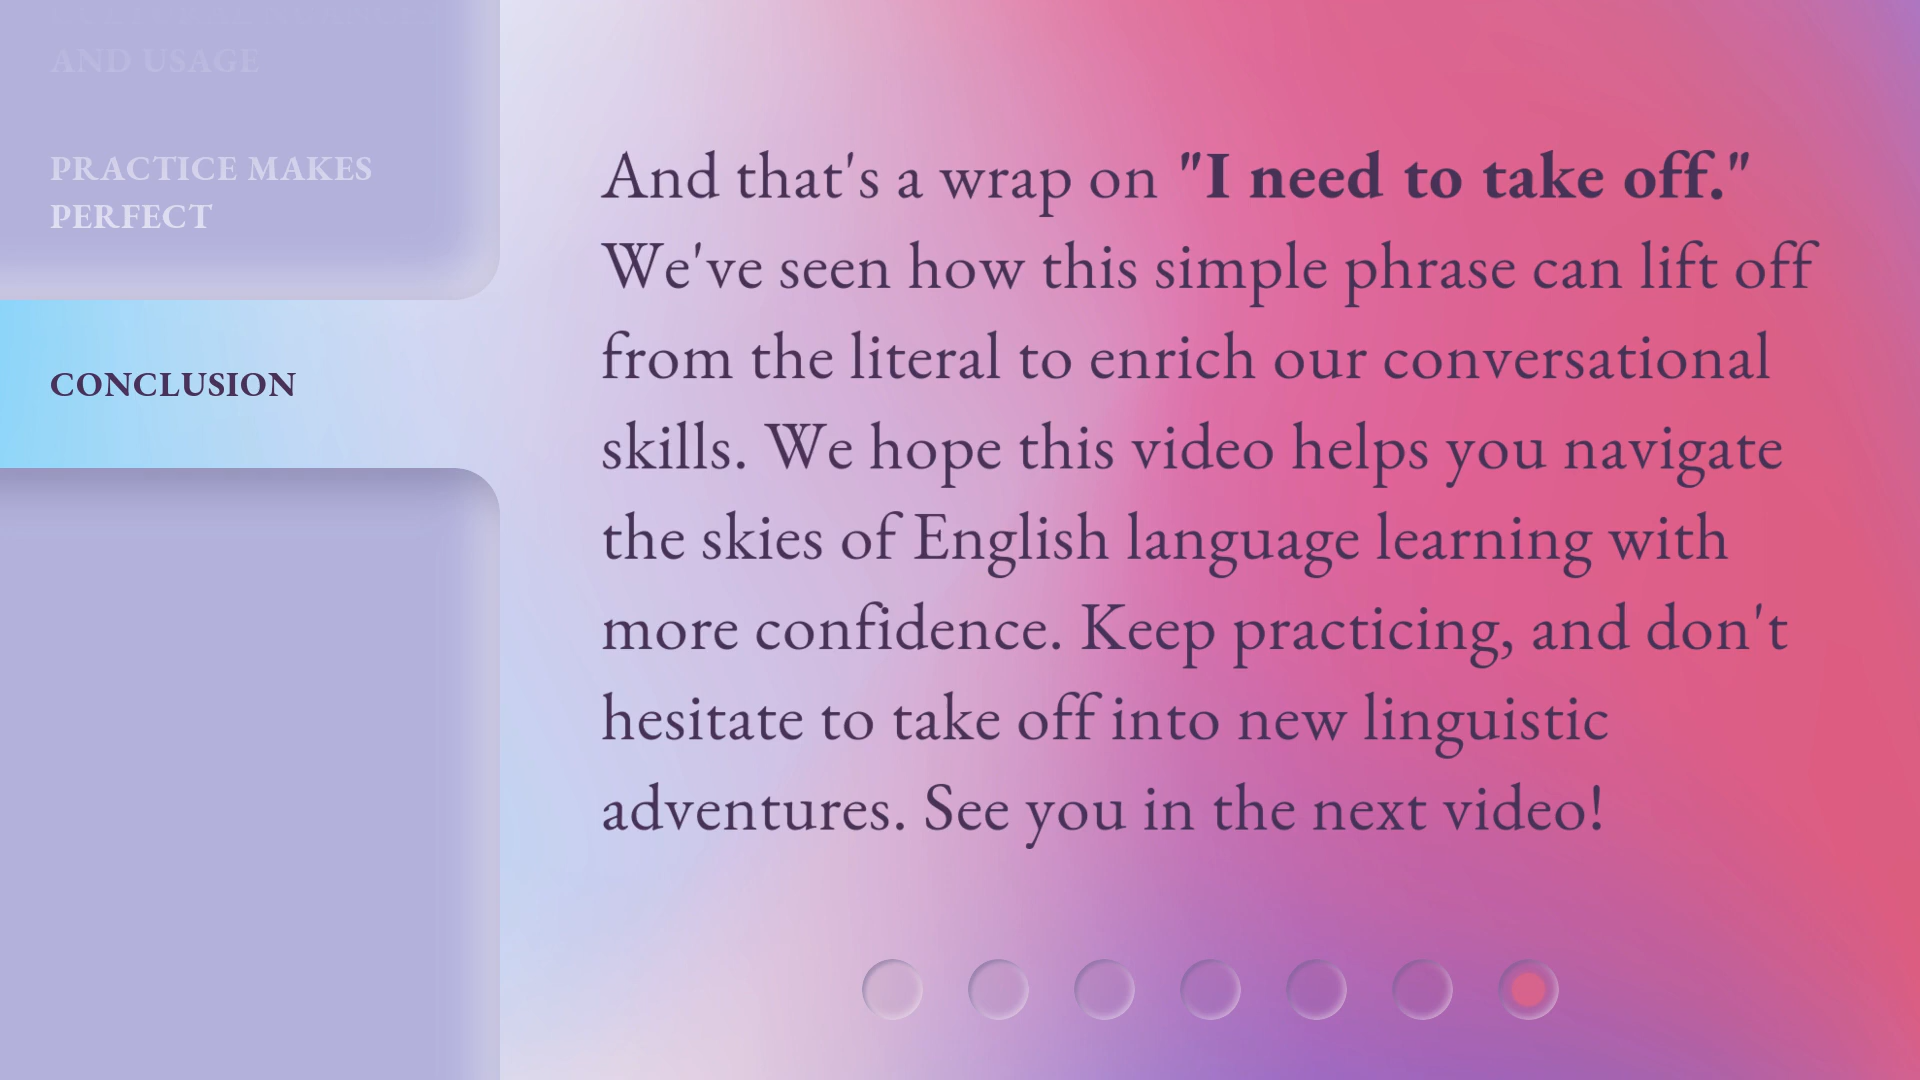 AND USAGE
PRACTICE MAKES
PERFECT
CONCLUSION
And that's a wrap on "I need to take off."
We've seen how this simple phrase can lift off
from the literal to enrich our conversational
skills. We hope this video helps you navigate
the skies of English language learning with
more confidence. Keep practicing, and don't
hesitate to take off into new linguistic
adventures. See you in the next video!